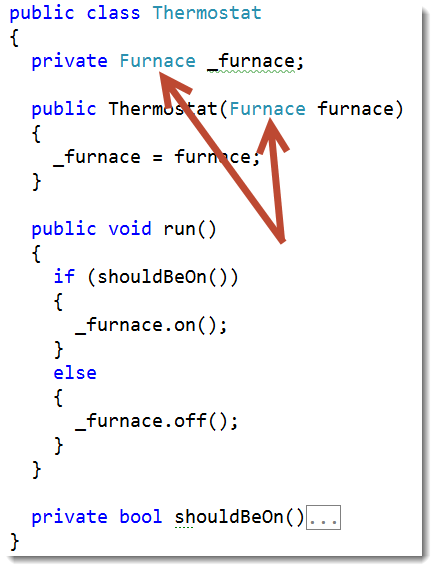 public class Thermostat
{
private Furnace _furnace;
public Thermostat(Furnace furnace)
{
_furnace = furnace;
}
public void run()
{
if (shouldBeOn())
{
_furnace.on();
}
else
{
_furnace.off();
}
}
private bool shouldBeOn()...
}